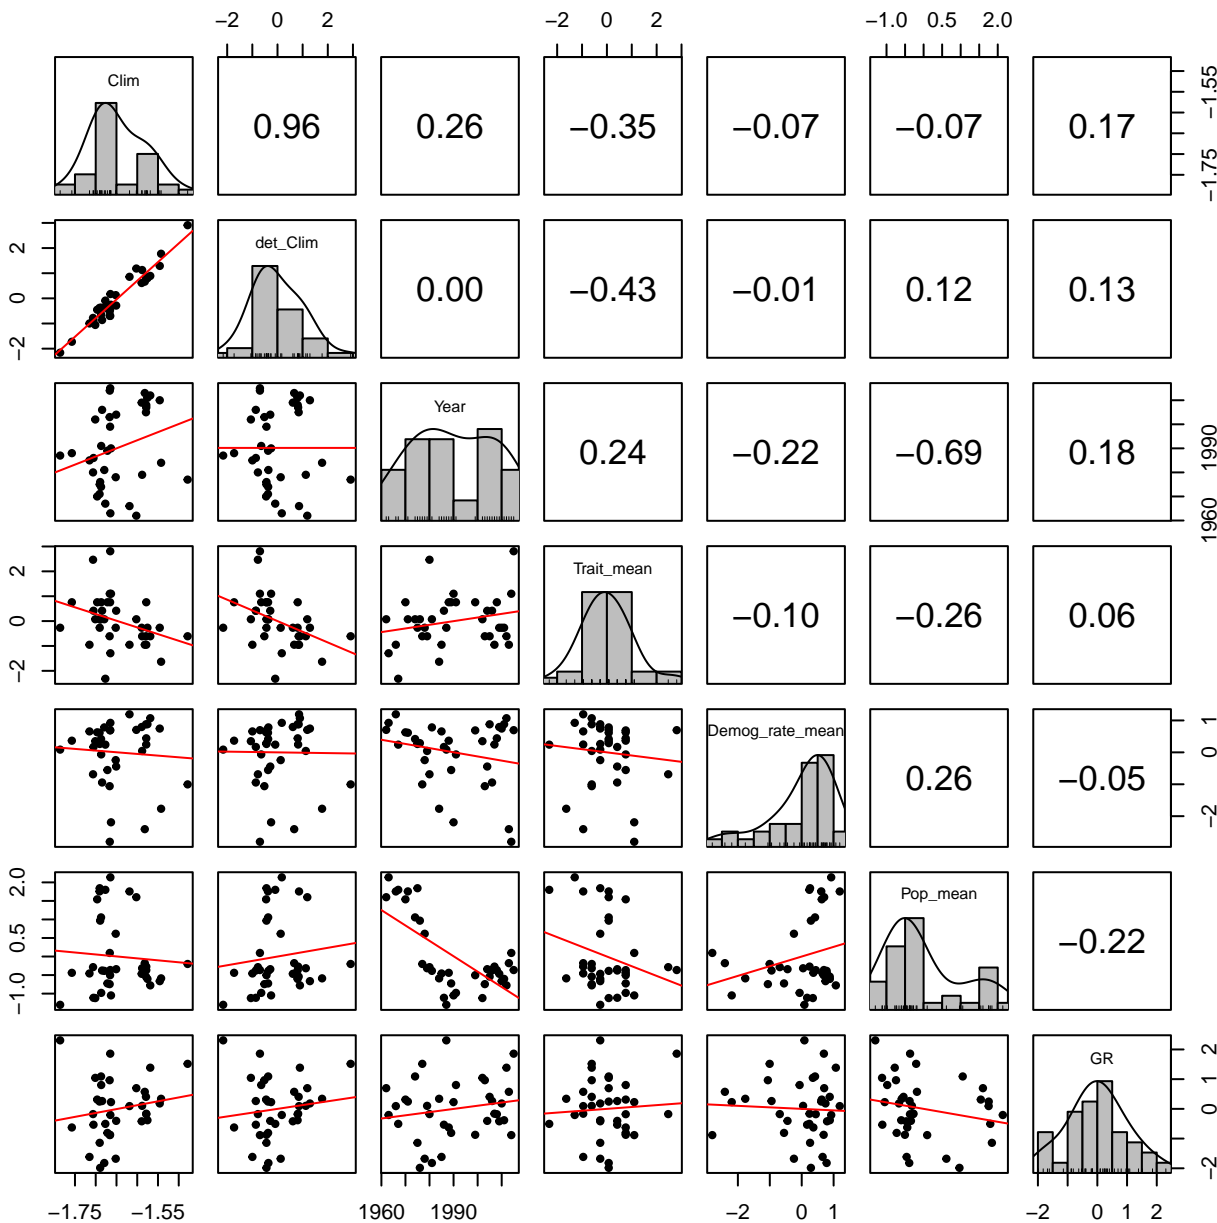 −2 0 2 −2 0 2 −1.0 0.5 2.0
Clim 0.96 0.26 −0.35 −0.07 −0.07 0.17 −1.75 −1.55
−2 0 2 det_Clim 0.00 −0.43 −0.01 0.12 0.13
Year 0.24 −0.22 −0.69 0.18 1960 1990
−2 0 2 Trait_mean −0.10 −0.26 0.06
Demog_rate_mean 0.26 −0.05 −2 0 1
−1.0 0.5 2.0 Pop_mean −0.22
GR −2 0 1 2
−1.75 −1.55 1960 1990 −2 0 1 −2 0 1 2